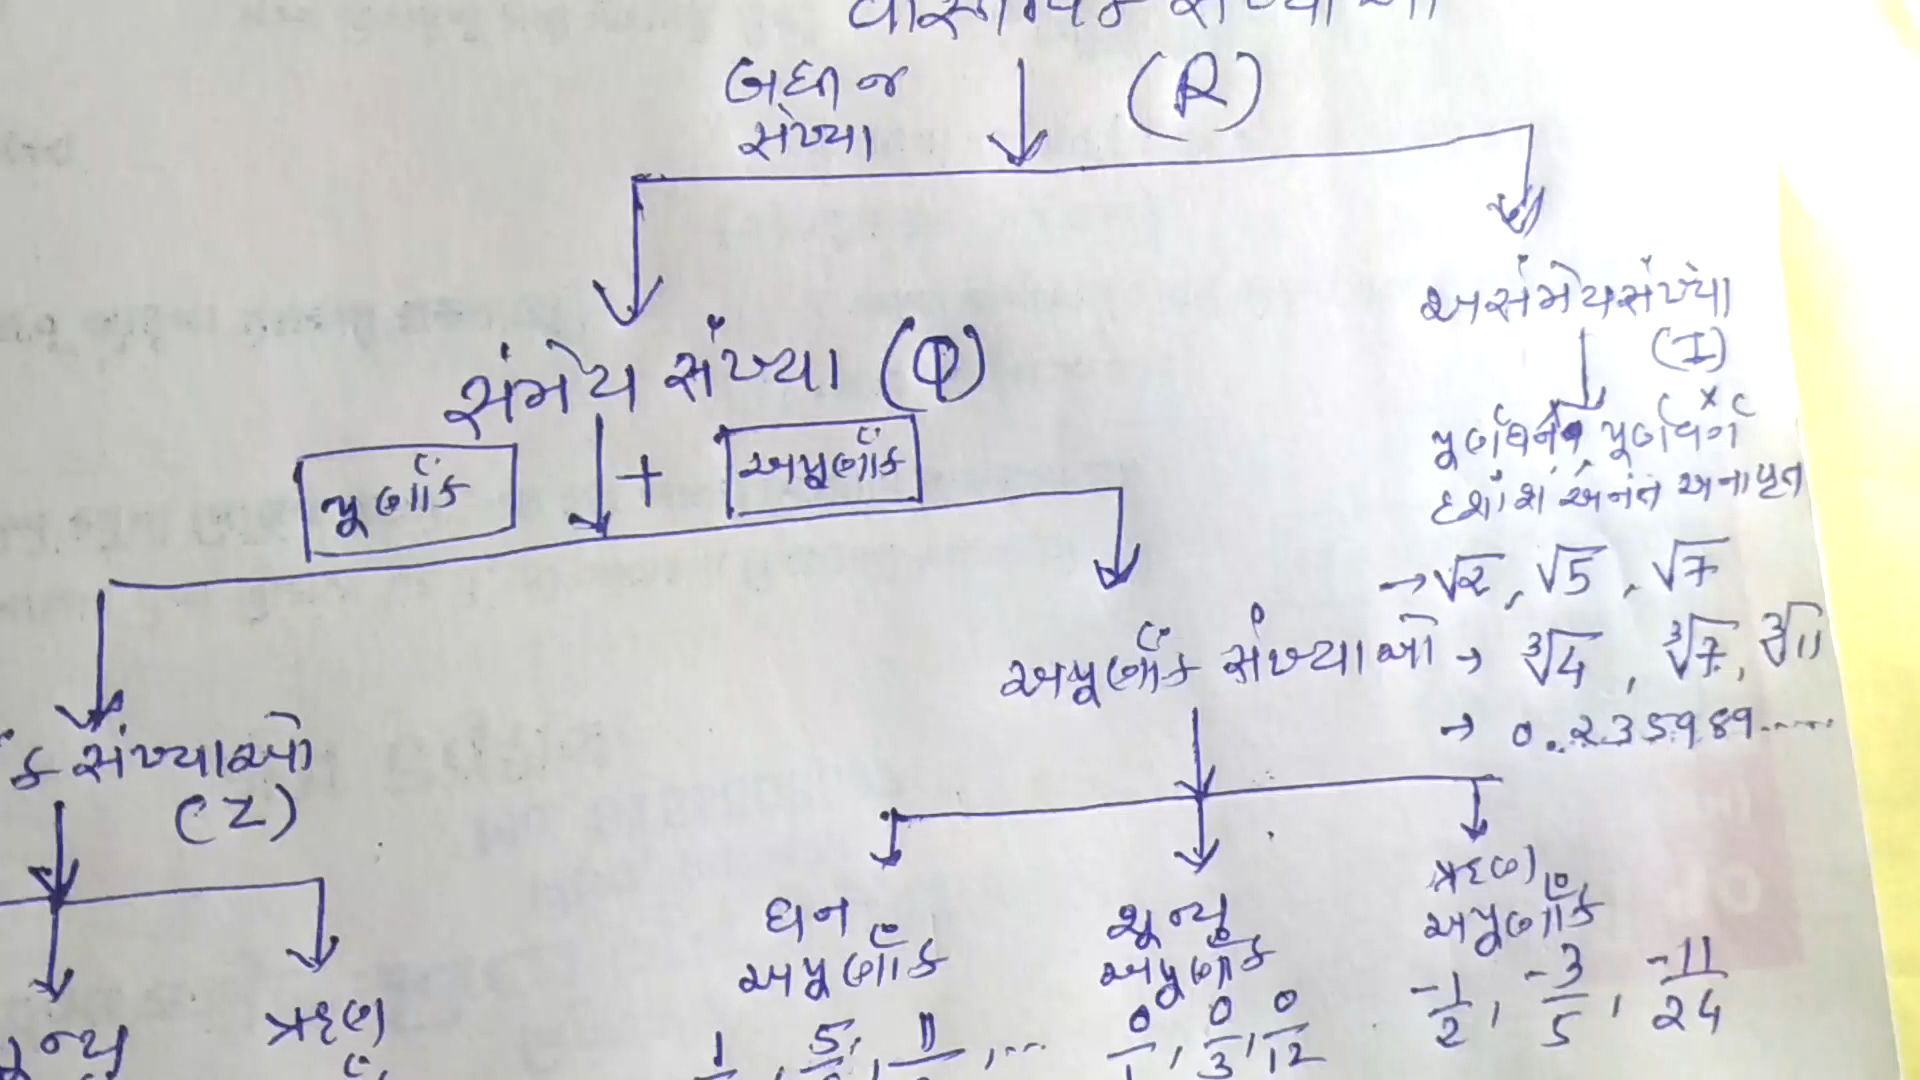 વાસ્તવિક સંખ્યાઓ
બધા જ
સંખ્યા
(R)
અસંમેય સંખ્યા
(I)
સંમેય સંખ્યા (Q)
પૂર્ણાંક + અપૂર્ણાંક
પૂર્ણઘન, પૂર્ણવર્ગ
દશાંશ અનંત અનાવૃત
→ √2, √5, √7
અપૂર્ણાંક સંખ્યાઓ → ∛4, ∛7, ∛11
→ 0.235989.....
ક સંખ્યાઓ
(Z)
ધન
અપૂર્ણાંક
શૂન્ય
અપૂર્ણાંક
ઋણ
અપૂર્ણાંક
-1/2, -3/5, -11/24
ન્ય
ઋણ
0/1, 0/3, 0/12